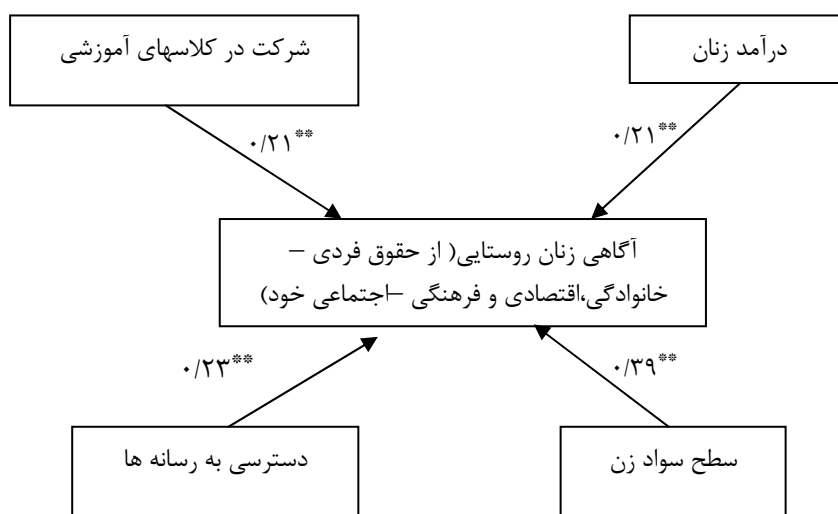 درآمد زنان
شرکت در کلاسهای آموزشی
۰/۲۱**
۰/۲۱**
آگاهی زنان روستایی( از حقوق فردی –
خانوادگی،اقتصادی و فرهنگی –اجتماعی خود)
۰/۳۹**
۰/۲۳**
سطح سواد زن
دسترسی به رسانه ها